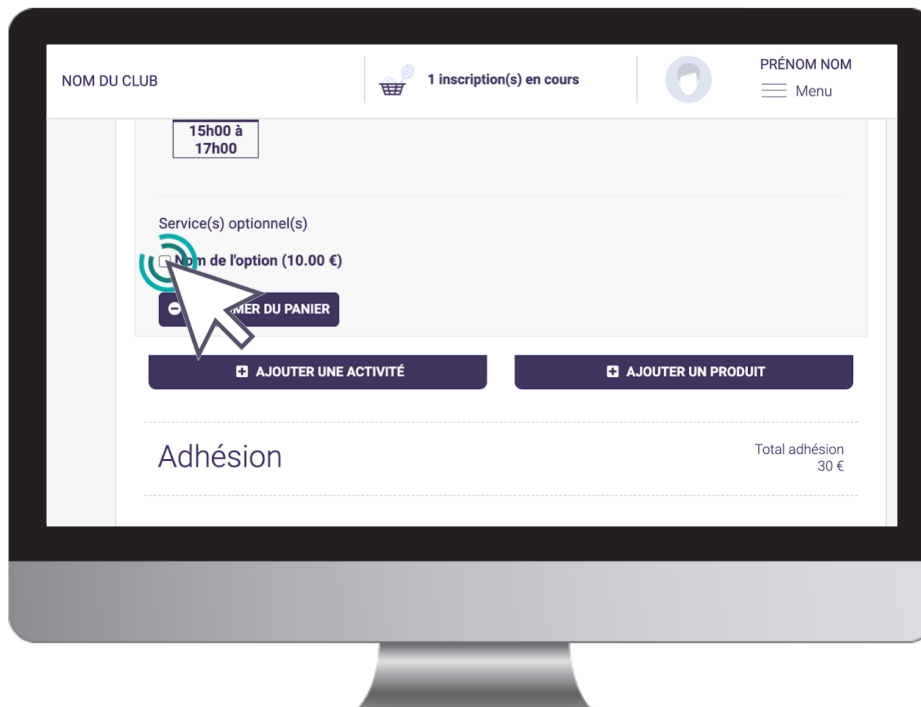 NOM DU CLUB
1 inscription(s) en cours
PRÉNOM NOM
Menu
15h00 à
17h00
Service(s) optionnel(s)
Nom de l'option (10.00 €)
DU PANIER
AJOUTER UNE ACTIVITÉ
AJOUTER UN PRODUIT
Adhésion
Total adhésion
30 €